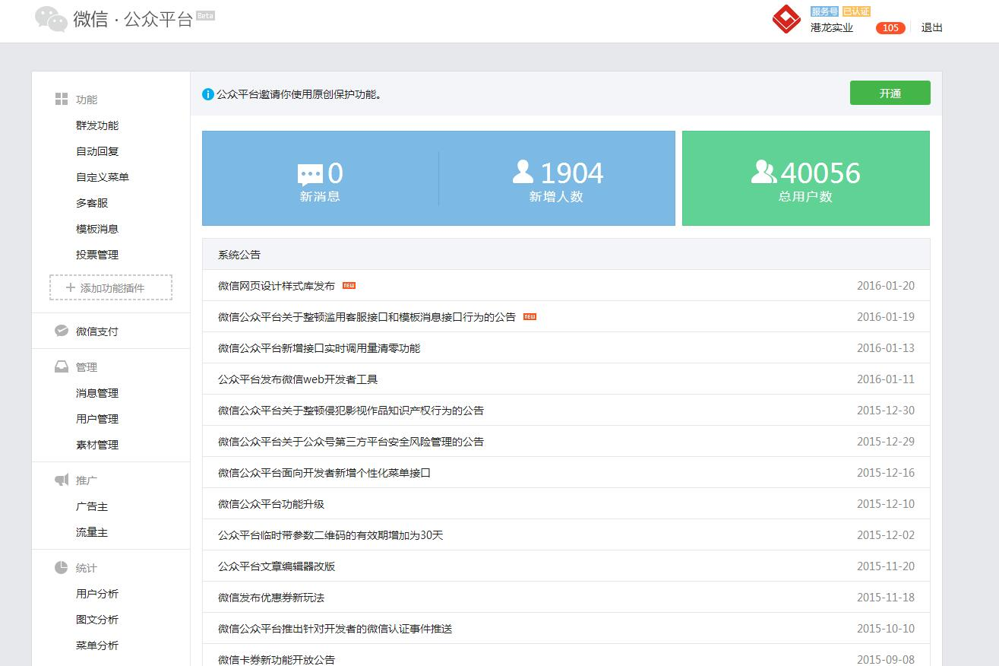 微信 · 公众平台 Beta
服务号 已认证
港龙实业 105 退出
功能
群发功能
自动回复
自定义菜单
多客服
模板消息
投票管理
添加功能插件
微信支付
管理
消息管理
用户管理
素材管理
推广
广告主
流量主
统计
用户分析
图文分析
菜单分析
公众平台邀请你使用原创保护功能。 开通
0
新消息
1904
新增人数
40056
总用户数
系统公告
微信网页设计样式库发布 NEW 2016-01-20
微信公众平台关于整顿滥用客服接口和模板消息接口行为的公告 NEW 2016-01-19
微信公众平台新增接口实时调用量清零功能 2016-01-13
公众平台发布微信web开发者工具 2016-01-11
微信公众平台关于整顿侵犯影视作品知识产权行为的公告 2015-12-30
微信公众平台关于公众号第三方平台安全风险管理的公告 2015-12-29
微信公众平台面向开发者新增个性化菜单接口 2015-12-16
微信公众平台功能升级 2015-12-10
公众平台临时带参数二维码的有效期增加为30天 2015-12-02
公众平台文章编辑器改版 2015-11-20
微信发布优惠券新玩法 2015-11-18
微信公众平台推出针对开发者的微信认证事件推送 2015-10-10
微信卡券新功能开放公告 2015-09-08